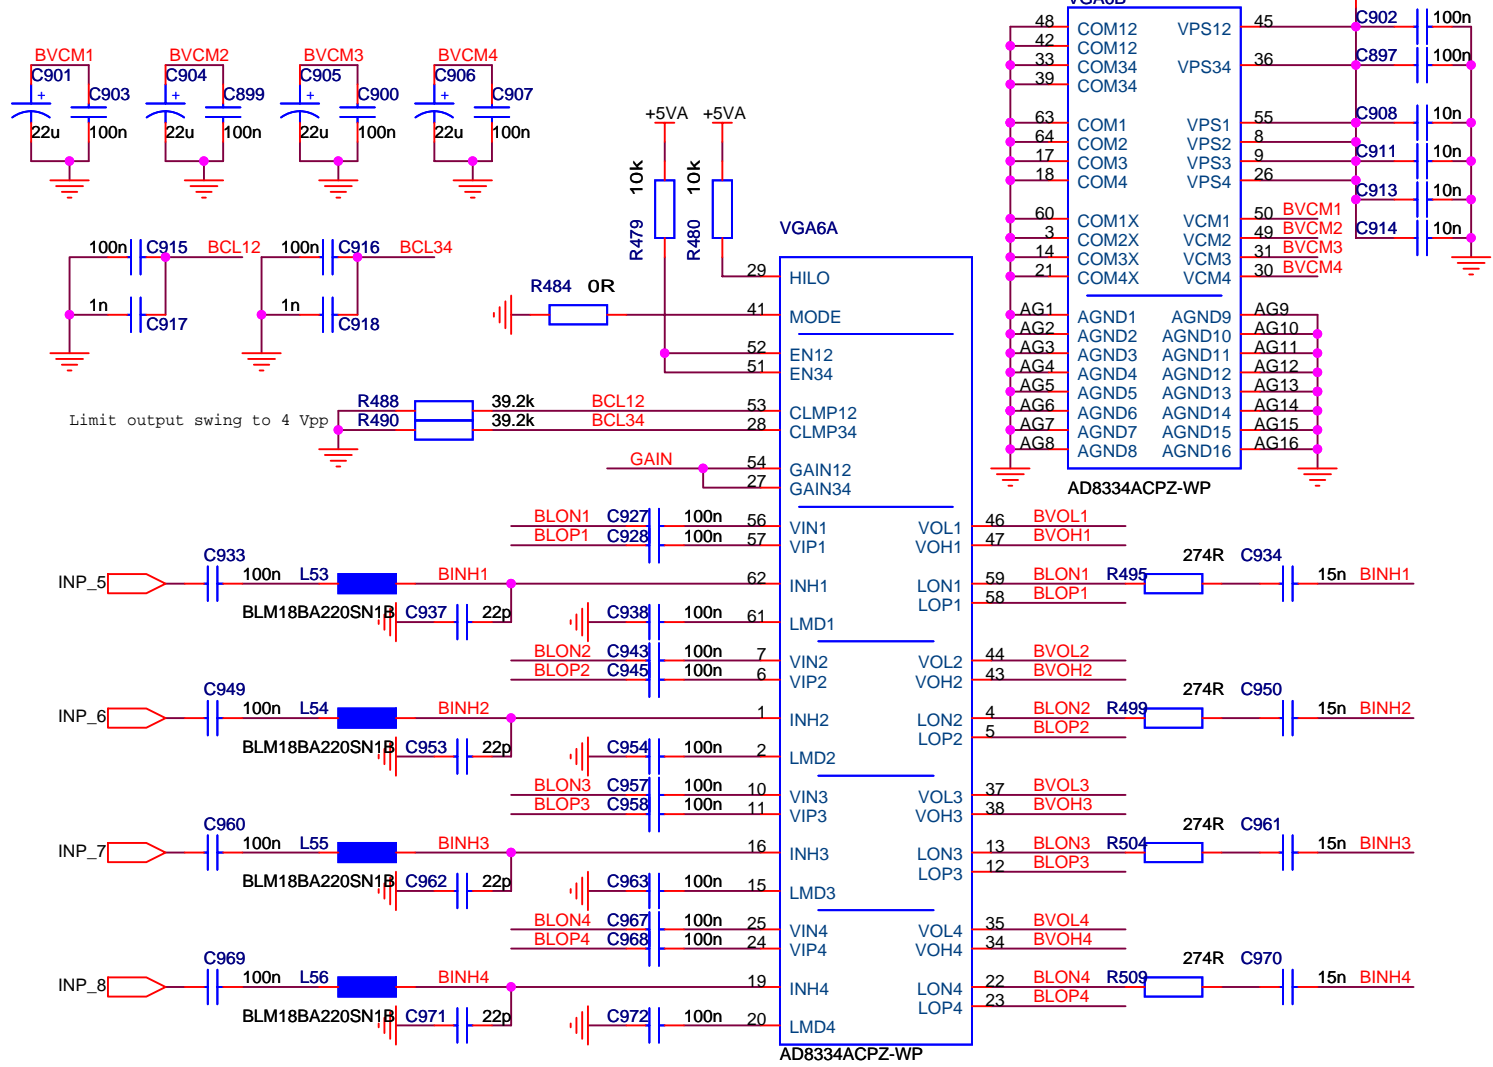 BVCM1 BVCM2 BVCM3 BVCM4
C901 C904 C905 C906
+ + + +
C903 C899 C900 C907
22u 100n 22u 100n 22u 100n 22u 100n
100n C915 BCL12 100n C916 BCL34
1n C917 1n C918
+5VA +5VA
10k 10k
R479 R480
VGA6A
R484 0R
29 HILO
41 MODE
52 EN12
51 EN34
Limit output swing to 4 Vpp
R488 39.2k BCL12 53 CLMP12
R490 39.2k BCL34 28 CLMP34
GAIN 54 GAIN12
27 GAIN34
BLON1 C927 100n 56 VIN1 VOL1 46 BVOL1
BLOP1 C928 100n 57 VIP1 VOH1 47 BVOH1
C933
INP_5 100n L53 BINH1 62 INH1 LON1 59 BLON1 R495 274R C934 15n BINH1
LOP1 58 BLOP1
BLM18BA220SN1B C937 22p C938 100n 61 LMD1
BLON2 C943 100n 7 VIN2 VOL2 44 BVOL2
BLOP2 C945 100n 6 VIP2 VOH2 43 BVOH2
C949
INP_6 100n L54 BINH2 1 INH2 LON2 4 BLON2 R499 274R C950 15n BINH2
LOP2 5 BLOP2
BLM18BA220SN1B C953 22p C954 100n 2 LMD2
BLON3 C957 100n 10 VIN3 VOL3 37 BVOL3
BLOP3 C958 100n 11 VIP3 VOH3 38 BVOH3
C960
INP_7 100n L55 BINH3 16 INH3 LON3 13 BLON3 R504 274R C961 15n BINH3
LOP3 12 BLOP3
BLM18BA220SN1B C962 22p C963 100n 15 LMD3
BLON4 C967 100n 25 VIN4 VOL4 35 BVOL4
BLOP4 C968 100n 24 VIP4 VOH4 34 BVOH4
C969
INP_8 100n L56 BINH4 19 INH4 LON4 22 BLON4 R509 274R C970 15n BINH4
LOP4 23 BLOP4
BLM18BA220SN1B C971 22p C972 100n 20 LMD4
AD8334ACPZ-WP
VGA6B
48 COM12 VPS12 45 C902 100n
42 COM12
33 COM34 VPS34 36 C897 100n
39 COM34
63 COM1 VPS1 55 C908 10n
64 COM2 VPS2 8
17 COM3 VPS3 9 C911 10n
18 COM4 VPS4 26
C913 10n
60 COM1X VCM1 50 BVCM1
3 COM2X VCM2 49 BVCM2 C914 10n
14 COM3X VCM3 31 BVCM3
21 COM4X VCM4 30 BVCM4
AG1 AGND1 AGND9 AG9
AG2 AGND2 AGND10 AG10
AG3 AGND3 AGND11 AG11
AG4 AGND4 AGND12 AG12
AG5 AGND5 AGND13 AG13
AG6 AGND6 AGND14 AG14
AG7 AGND7 AGND15 AG15
AG8 AGND8 AGND16 AG16
AD8334ACPZ-WP